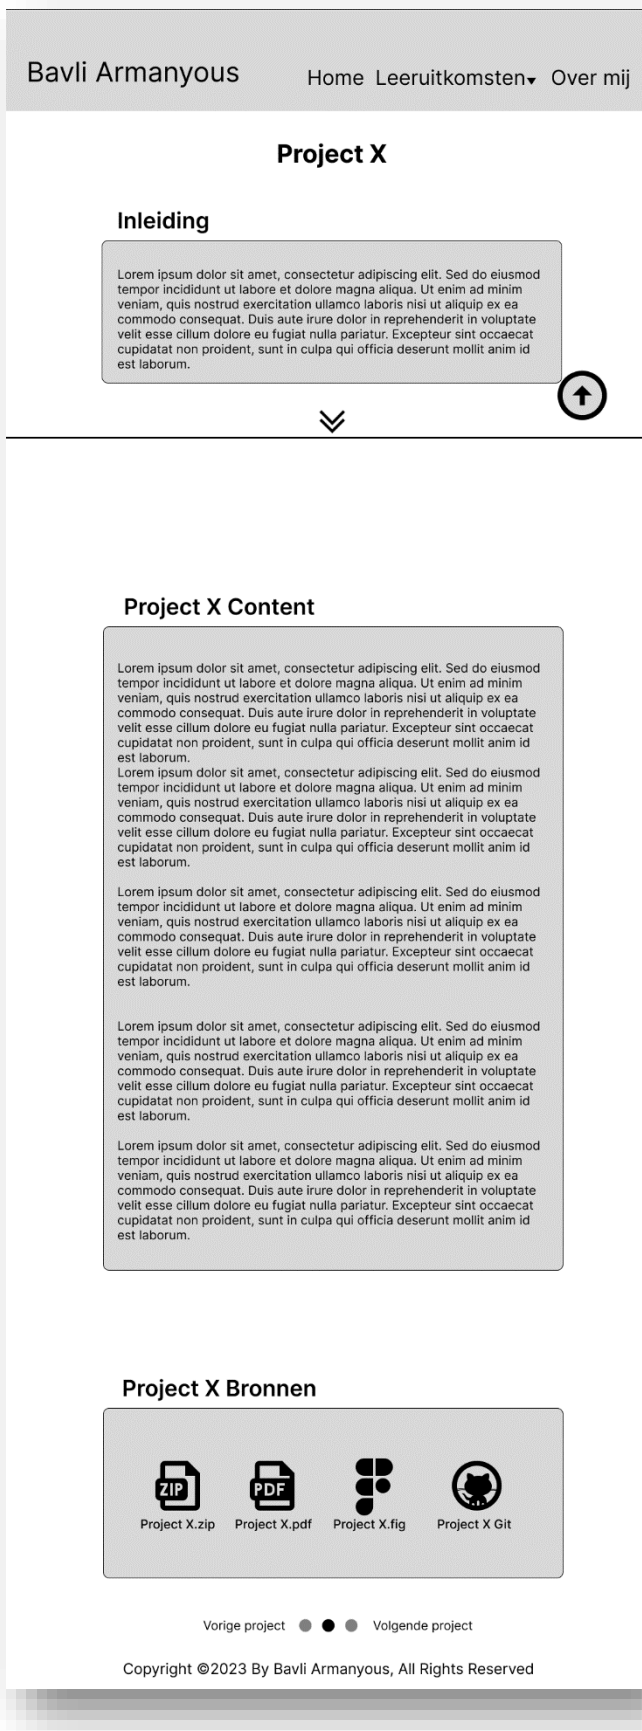 Bavli Armanyous
Home Leeruitkomsten Over mij
Project X
Inleiding
Lorem ipsum dolor sit amet, consectetur adipiscing elit. Sed do eiusmod
tempor incididunt ut labore et dolore magna aliqua. Ut enim ad minim
veniam, quis nostrud exercitation ullamco laboris nisi ut aliquip ex ea
commodo consequat. Duis aute irure dolor in reprehenderit in voluptate
velit esse cillum dolore eu fugiat nulla pariatur. Excepteur sint occaecat
cupidatat non proident, sunt in culpa qui officia deserunt mollit anim id
est laborum.
Project X Content
Lorem ipsum dolor sit amet, consectetur adipiscing elit. Sed do eiusmod
tempor incididunt ut labore et dolore magna aliqua. Ut enim ad minim
veniam, quis nostrud exercitation ullamco laboris nisi ut aliquip ex ea
commodo consequat. Duis aute irure dolor in reprehenderit in voluptate
velit esse cillum dolore eu fugiat nulla pariatur. Excepteur sint occaecat
cupidatat non proident, sunt in culpa qui officia deserunt mollit anim id
est laborum.
Lorem ipsum dolor sit amet, consectetur adipiscing elit. Sed do eiusmod
tempor incididunt ut labore et dolore magna aliqua. Ut enim ad minim
veniam, quis nostrud exercitation ullamco laboris nisi ut aliquip ex ea
commodo consequat. Duis aute irure dolor in reprehenderit in voluptate
velit esse cillum dolore eu fugiat nulla pariatur. Excepteur sint occaecat
cupidatat non proident, sunt in culpa qui officia deserunt mollit anim id
est laborum.
Lorem ipsum dolor sit amet, consectetur adipiscing elit. Sed do eiusmod
tempor incididunt ut labore et dolore magna aliqua. Ut enim ad minim
veniam, quis nostrud exercitation ullamco laboris nisi ut aliquip ex ea
commodo consequat. Duis aute irure dolor in reprehenderit in voluptate
velit esse cillum dolore eu fugiat nulla pariatur. Excepteur sint occaecat
cupidatat non proident, sunt in culpa qui officia deserunt mollit anim id
est laborum.
Lorem ipsum dolor sit amet, consectetur adipiscing elit. Sed do eiusmod
tempor incididunt ut labore et dolore magna aliqua. Ut enim ad minim
veniam, quis nostrud exercitation ullamco laboris nisi ut aliquip ex ea
commodo consequat. Duis aute irure dolor in reprehenderit in voluptate
velit esse cillum dolore eu fugiat nulla pariatur. Excepteur sint occaecat
cupidatat non proident, sunt in culpa qui officia deserunt mollit anim id
est laborum.
Lorem ipsum dolor sit amet, consectetur adipiscing elit. Sed do eiusmod
tempor incididunt ut labore et dolore magna aliqua. Ut enim ad minim
veniam, quis nostrud exercitation ullamco laboris nisi ut aliquip ex ea
commodo consequat. Duis aute irure dolor in reprehenderit in voluptate
velit esse cillum dolore eu fugiat nulla pariatur. Excepteur sint occaecat
cupidatat non proident, sunt in culpa qui officia deserunt mollit anim id
est laborum.
Project X Bronnen
ZIP PDF
Project X.zip Project X.pdf Project X.fig Project X Git
Vorige project Volgende project
Copyright ©2023 By Bavli Armanyous, All Rights Reserved